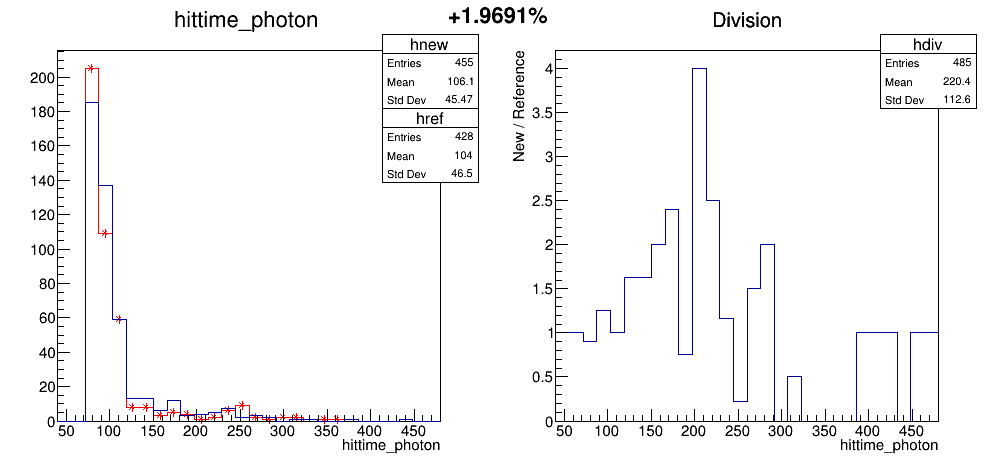 hittime_photon
+1.9691%
Division
hnew
Entries 455
Mean 106.1
Std Dev 45.47
href
Entries 428
Mean 104
Std Dev 46.5
200
180
160
140
120
100
80
60
40
20
0
50 100 150 200 250 300 350 400 450
hittime_photon
hdiv
Entries 485
Mean 220.4
Std Dev 112.6
New / Reference
4
3.5
3
2.5
2
1.5
1
0.5
0
50 100 150 200 250 300 350 400 450
hittime_photon